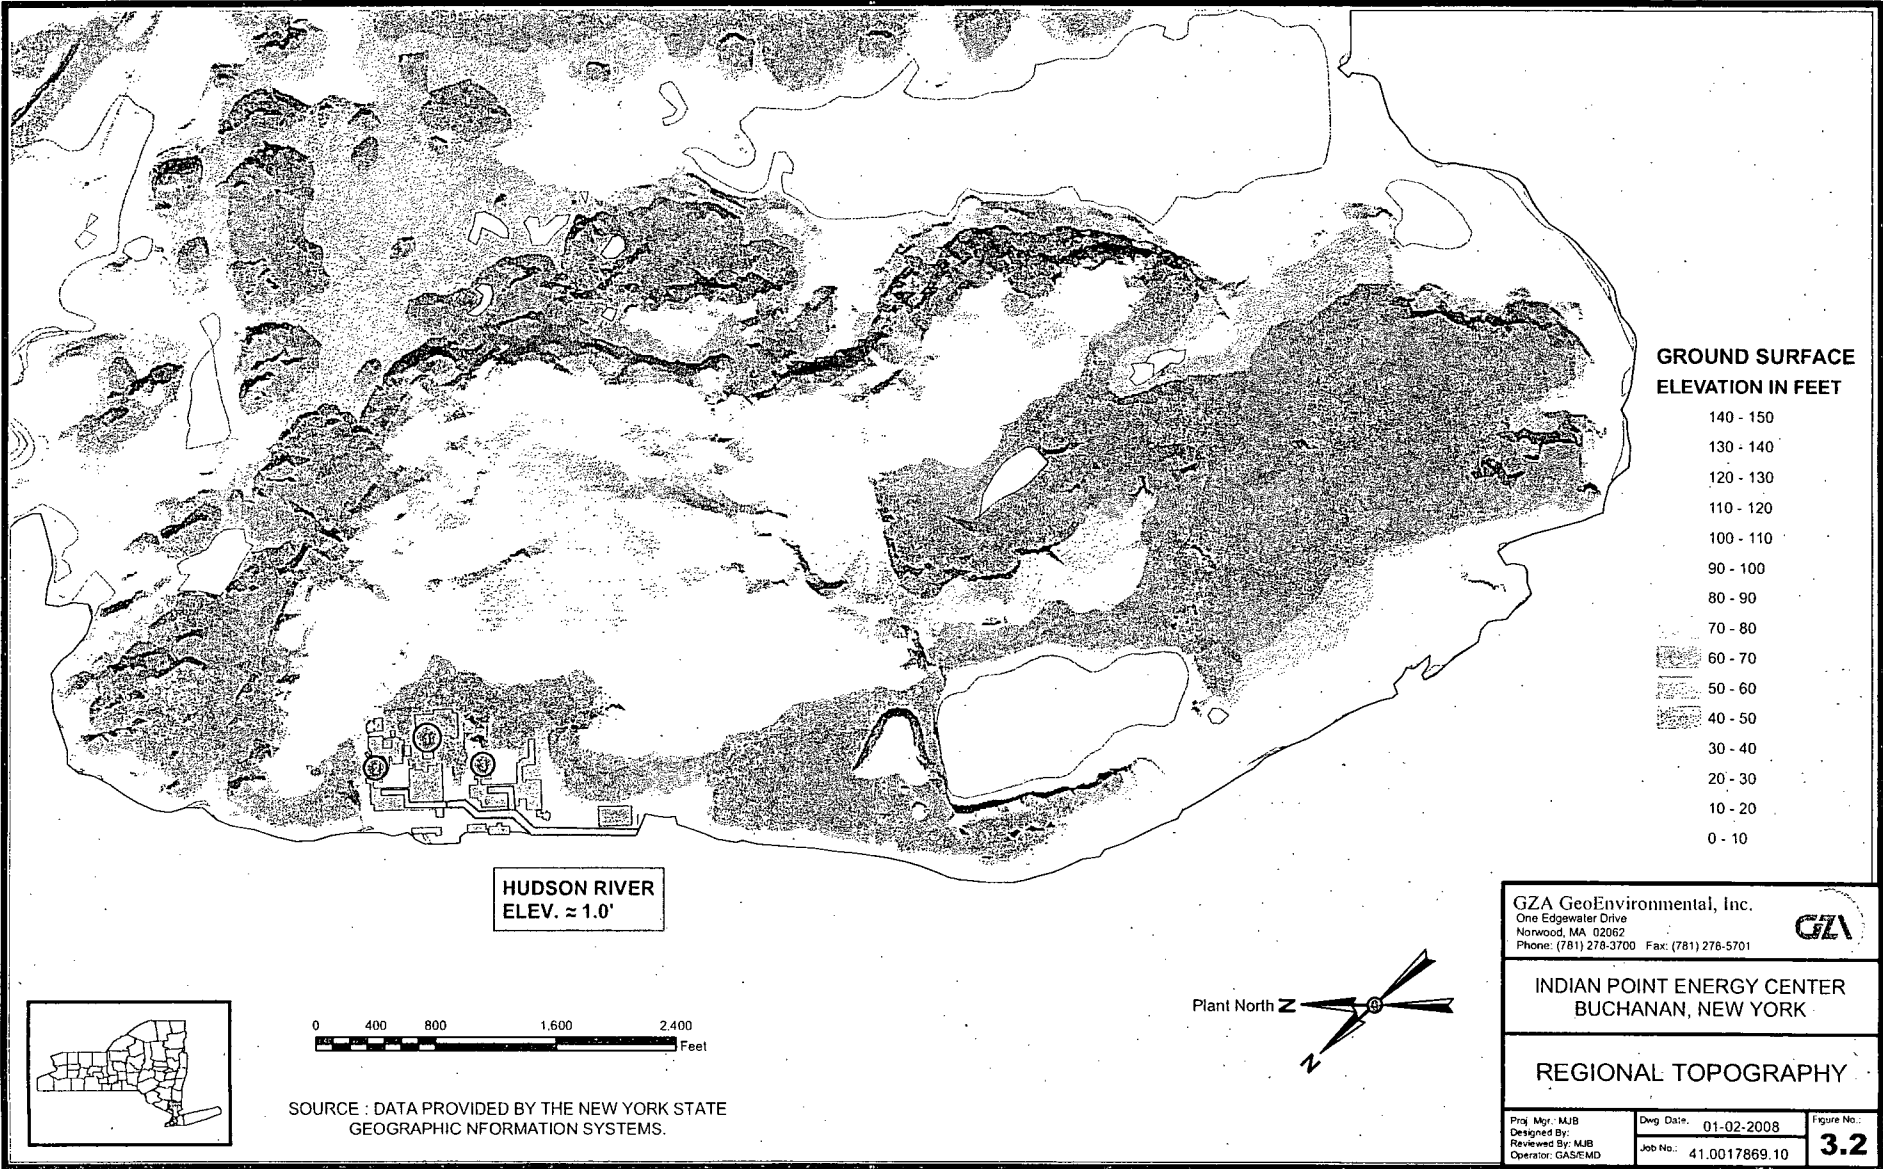 GROUND SURFACE
ELEVATION IN FEET
140 - 150
130 - 140
120 - 130
110 - 120
100 - 110
90 - 100
80 - 90
70 - 80
60 - 70
50 - 60
40 - 50
30 - 40
20 - 30
10 - 20
0 - 10
HUDSON RIVER
ELEV. ≈ 1.0'
Plant North Z
N
0 400 800 1,600 2,400
Feet
SOURCE : DATA PROVIDED BY THE NEW YORK STATE
GEOGRAPHIC NFORMATION SYSTEMS.
GZA GeoEnvironmental, Inc.
One Edgewater Drive
Norwood, MA 02062
Phone: (781) 278-3700 Fax: (781) 278-5701
GZA
INDIAN POINT ENERGY CENTER
BUCHANAN, NEW YORK
REGIONAL TOPOGRAPHY
Proj Mgr.: MJB
Designed By:
Reviewed By: MJB
Operator: GAS/EMD
Dwg Date: 01-02-2008
Job No.: 41.0017869.10
Figure No.:
3.2